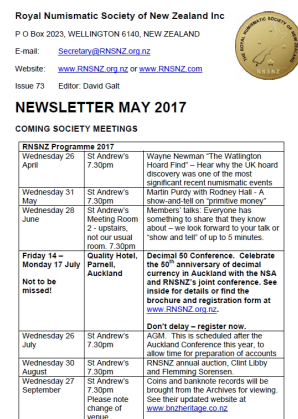 Royal Numismatic Society of New Zealand Inc
P O Box 2023, WELLINGTON 6140, NEW ZEALAND
E-mail: Secretary@RNSNZ.org.nz
Website: www.RNSNZ.org.nz or www.RNSNZ.com
Issue 73 Editor: David Galt
THE ROYAL NUMISMATIC SOCIETY OF NEW ZEALAND
RNSNZ
NEWSLETTER MAY 2017
COMING SOCIETY MEETINGS
RNSNZ Programme 2017
Wednesday 26 St Andrew's Wayne Newman "The Watlington
April 7.30pm Hoard Find" – Hear why the UK hoard
discovery was one of the most
significant recent numismatic events
Wednesday 31 St Andrew's Martin Purdy with Rodney Hall - A
May 7.30pm show-and-tell on "primitive money"
Wednesday 28 St Andrew's Members' talks: Everyone has
June Meeting Room something to share that they know
2 - upstairs, about – we look forward to your talk or
not our usual "show and tell" of up to 5 minutes.
room. 7.30pm
Friday 14 – Quality Hotel, Decimal 50 Conference. Celebrate
Monday 17 July Parnell, the 50th anniversary of decimal
Auckland currency in Auckland with the NSA
Not to be and RNSNZ's joint conference. See
missed! inside for details or find the
brochure and registration form at
www.RNSNZ.org.nz.
Don't delay – register now.
Wednesday 26 St Andrew's AGM. This is scheduled after the
July 7.30pm Auckland Conference this year, to
allow time for preparation of accounts
Wednesday 30 St Andrew's RNSNZ annual auction, Clint Libby
August 7.30pm and Flemming Sorensen.
Wednesday 27 St Andrew's Coins and banknote records will be
September 7.30pm brought from the Archives for viewing.
Please note See their updated website at
change of www.bnzheritage.co.nz
venue